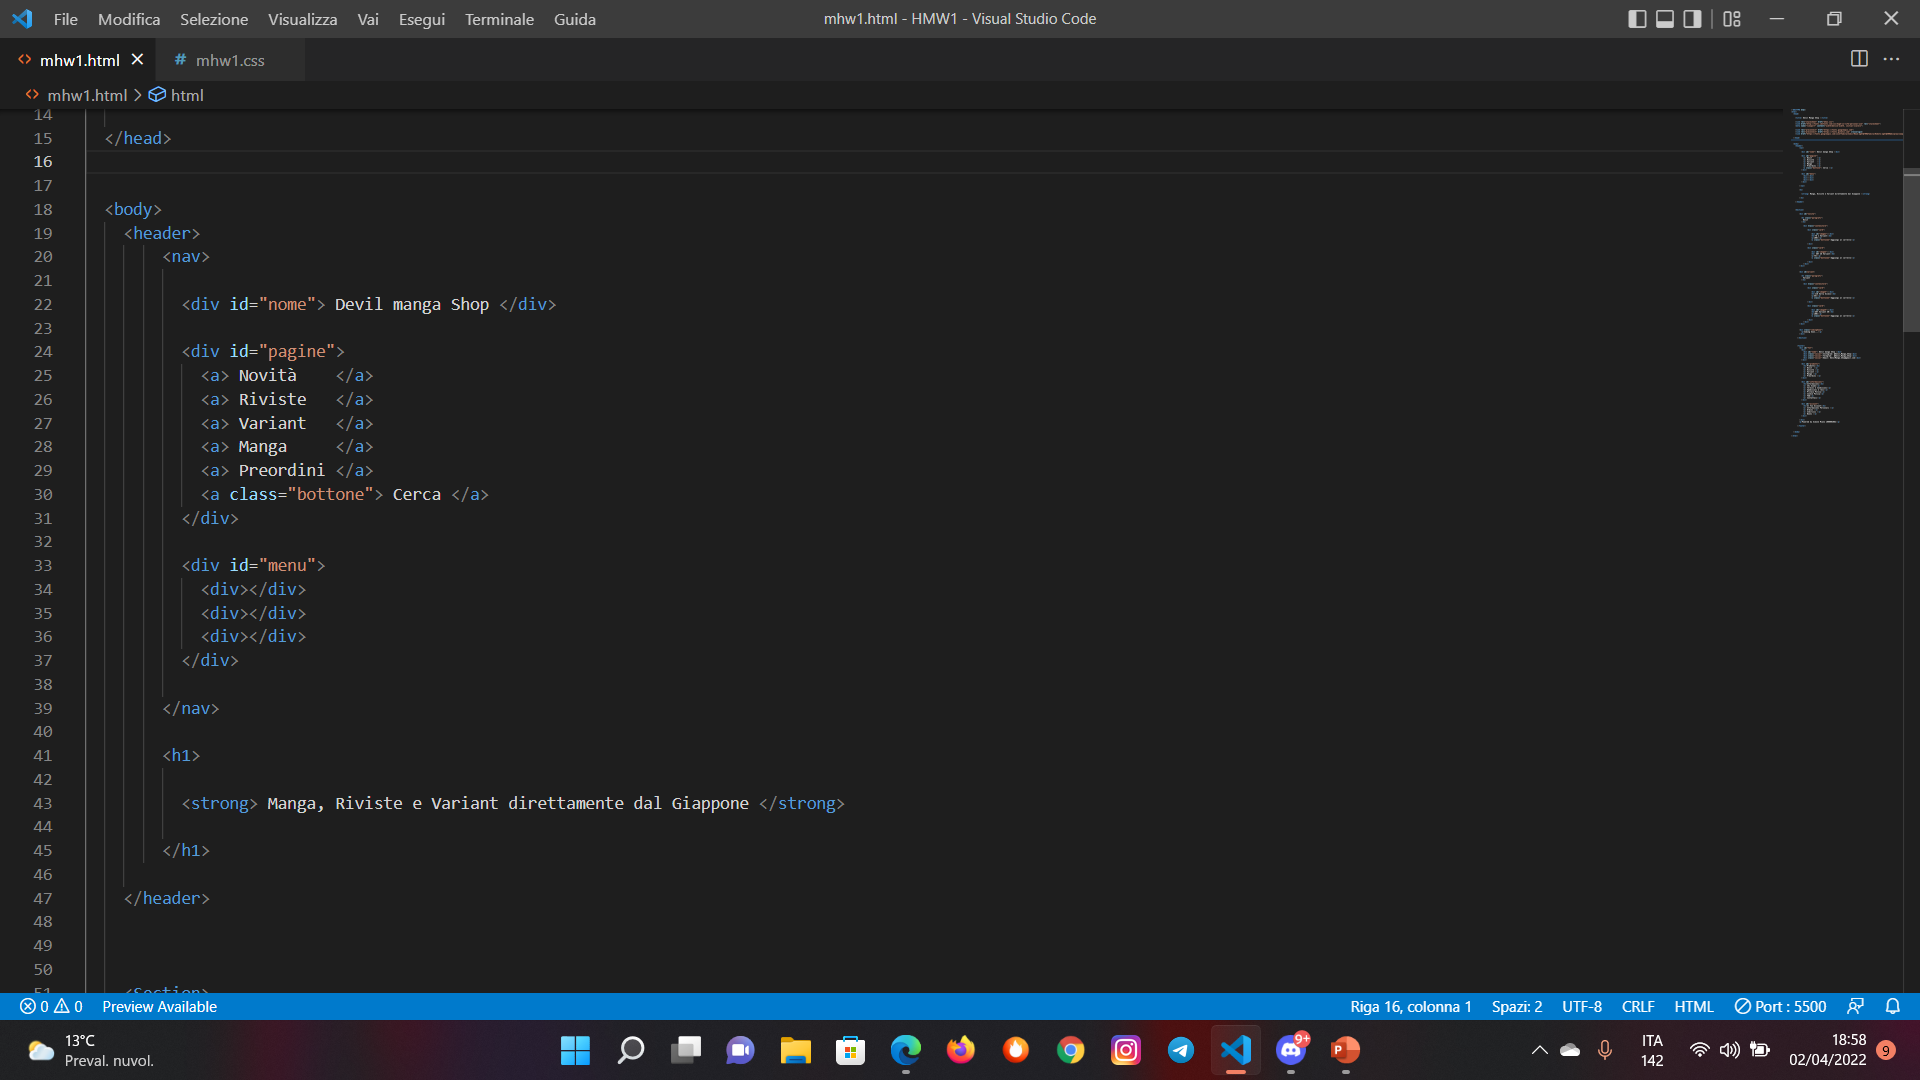 File Modifica Selezione Visualizza Vai Esegui Terminale Guida
mhw1.html - HMW1 - Visual Studio Code
mhw1.html
# mhw1.css
mhw1.html > html
14
15 </head>
16
17
18 <body>
19 <header>
20 <nav>
21
22 <div id="nome"> Devil manga Shop </div>
23
24 <div id="pagine">
25 <a> Novità </a>
26 <a> Riviste </a>
27 <a> Variant </a>
28 <a> Manga </a>
29 <a> Preordini </a>
30 <a class="bottone"> Cerca </a>
31 </div>
32
33 <div id="menu">
34 <div></div>
35 <div></div>
36 <div></div>
37 </div>
38
39 </nav>
40
41 <h1>
42
43 <strong> Manga, Riviste e Variant direttamente dal Giappone </strong>
44
45 </h1>
46
47 </header>
48
49
50
51 <Section>
0 0 Preview Available
Riga 16, colonna 1 Spazi: 2 UTF-8 CRLF HTML Port : 5500
13°C
Preval. nuvol.
9+
ITA
142
18:58
02/04/2022
9